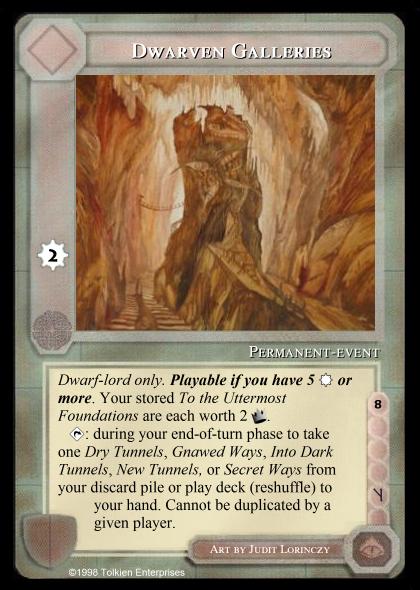 DWARVEN GALLERIES
2
PERMANENT-EVENT
Dwarf-lord only. Playable if you have 5 or
more. Your stored To the Uttermost
Foundations are each worth 2 .
: during your end-of-turn phase to take
one Dry Tunnels, Gnawed Ways, Into Dark
Tunnels, New Tunnels, or Secret Ways from
your discard pile or play deck (reshuffle) to
your hand. Cannot be duplicated by a
given player.
8
ART BY JUDIT LORINCZY
©1998 Tolkien Enterprises